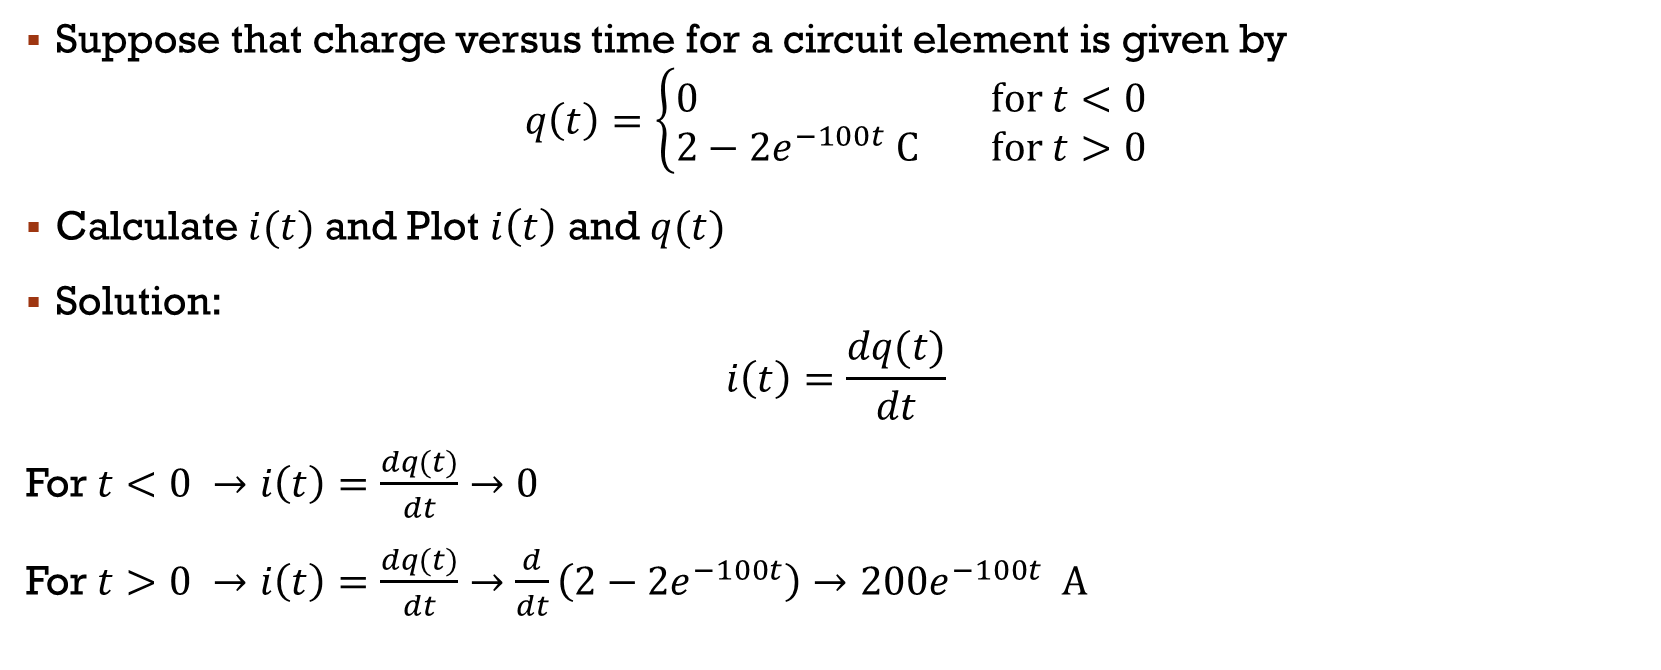 ▪ Suppose that charge versus time for a circuit element is given by
q(t) = { 0 for t < 0
2 − 2e^{−100t} C for t > 0
▪ Calculate i(t) and Plot i(t) and q(t)
▪ Solution:
i(t) = dq(t)/dt
For t < 0 → i(t) = dq(t)/dt → 0
For t > 0 → i(t) = dq(t)/dt → d/dt (2 − 2e^{−100t}) → 200e^{−100t} A